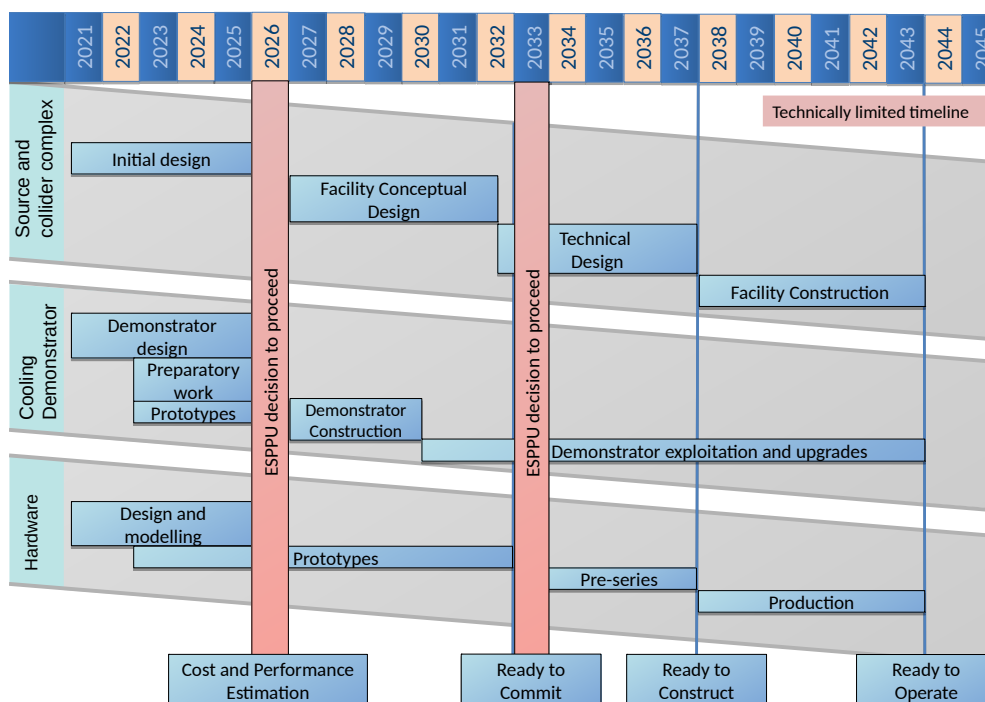 2021 2022 2023 2024 2025 2026 2027 2028 2029 2030 2031 2032 2033 2034 2035 2036 2037 2038 2039 2040 2041 2042 2043 2044 2045
Technically limited timeline
Source and
collider complex
Initial design
Facility Conceptual
Design
Technical
Design
Facility Construction
ESPPU decision to proceed
ESPPU decision to proceed
Cooling
Demonstrator
Demonstrator
design
Preparatory
work
Prototypes
Demonstrator
Construction
Demonstrator exploitation and upgrades
Hardware
Design and
modelling
Prototypes
Pre-series
Production
Cost and Performance
Estimation
Ready to
Commit
Ready to
Construct
Ready to
Operate